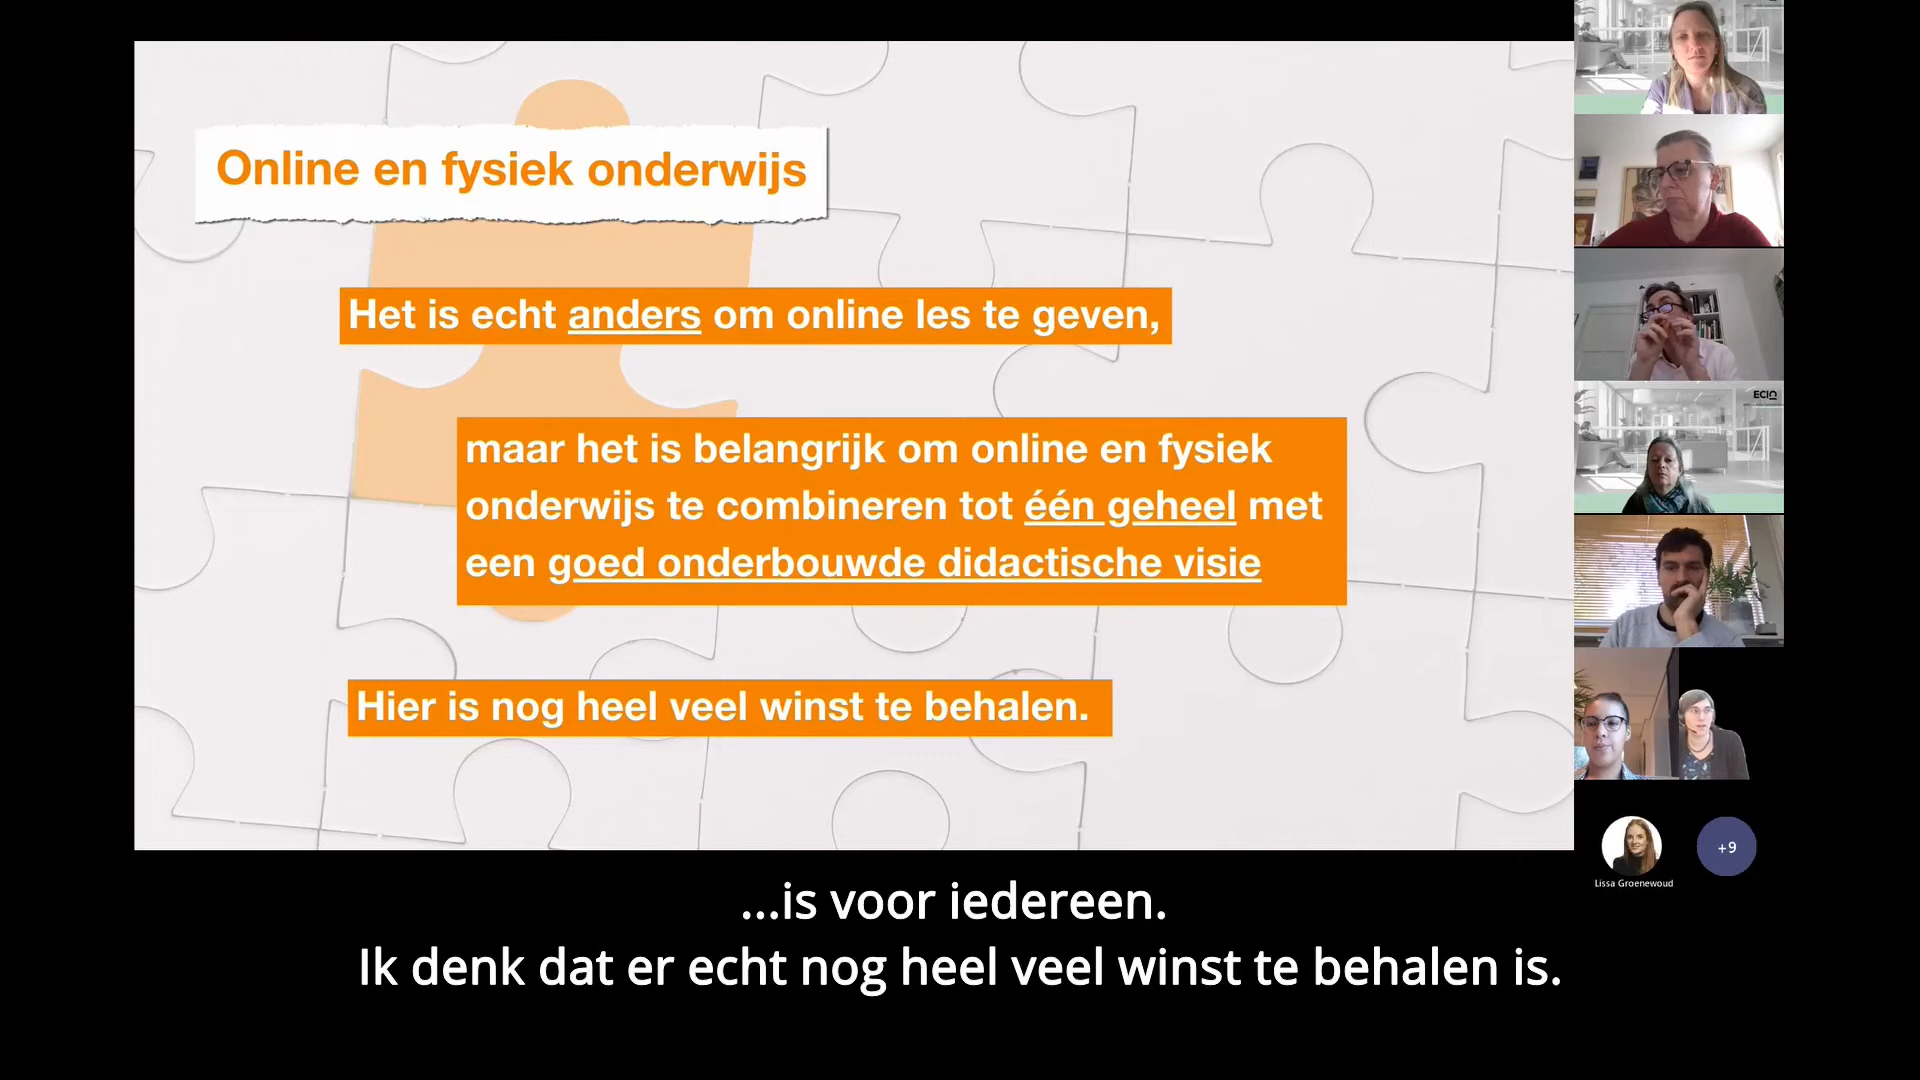 Online en fysiek onderwijs
Het is echt anders om online les te geven,
maar het is belangrijk om online en fysiek
onderwijs te combineren tot één geheel met
een goed onderbouwde didactische visie
Hier is nog heel veel winst te behalen.
ECIO
+9
Lissa Groenewoud
...is voor iedereen.
Ik denk dat er echt nog heel veel winst te behalen is.